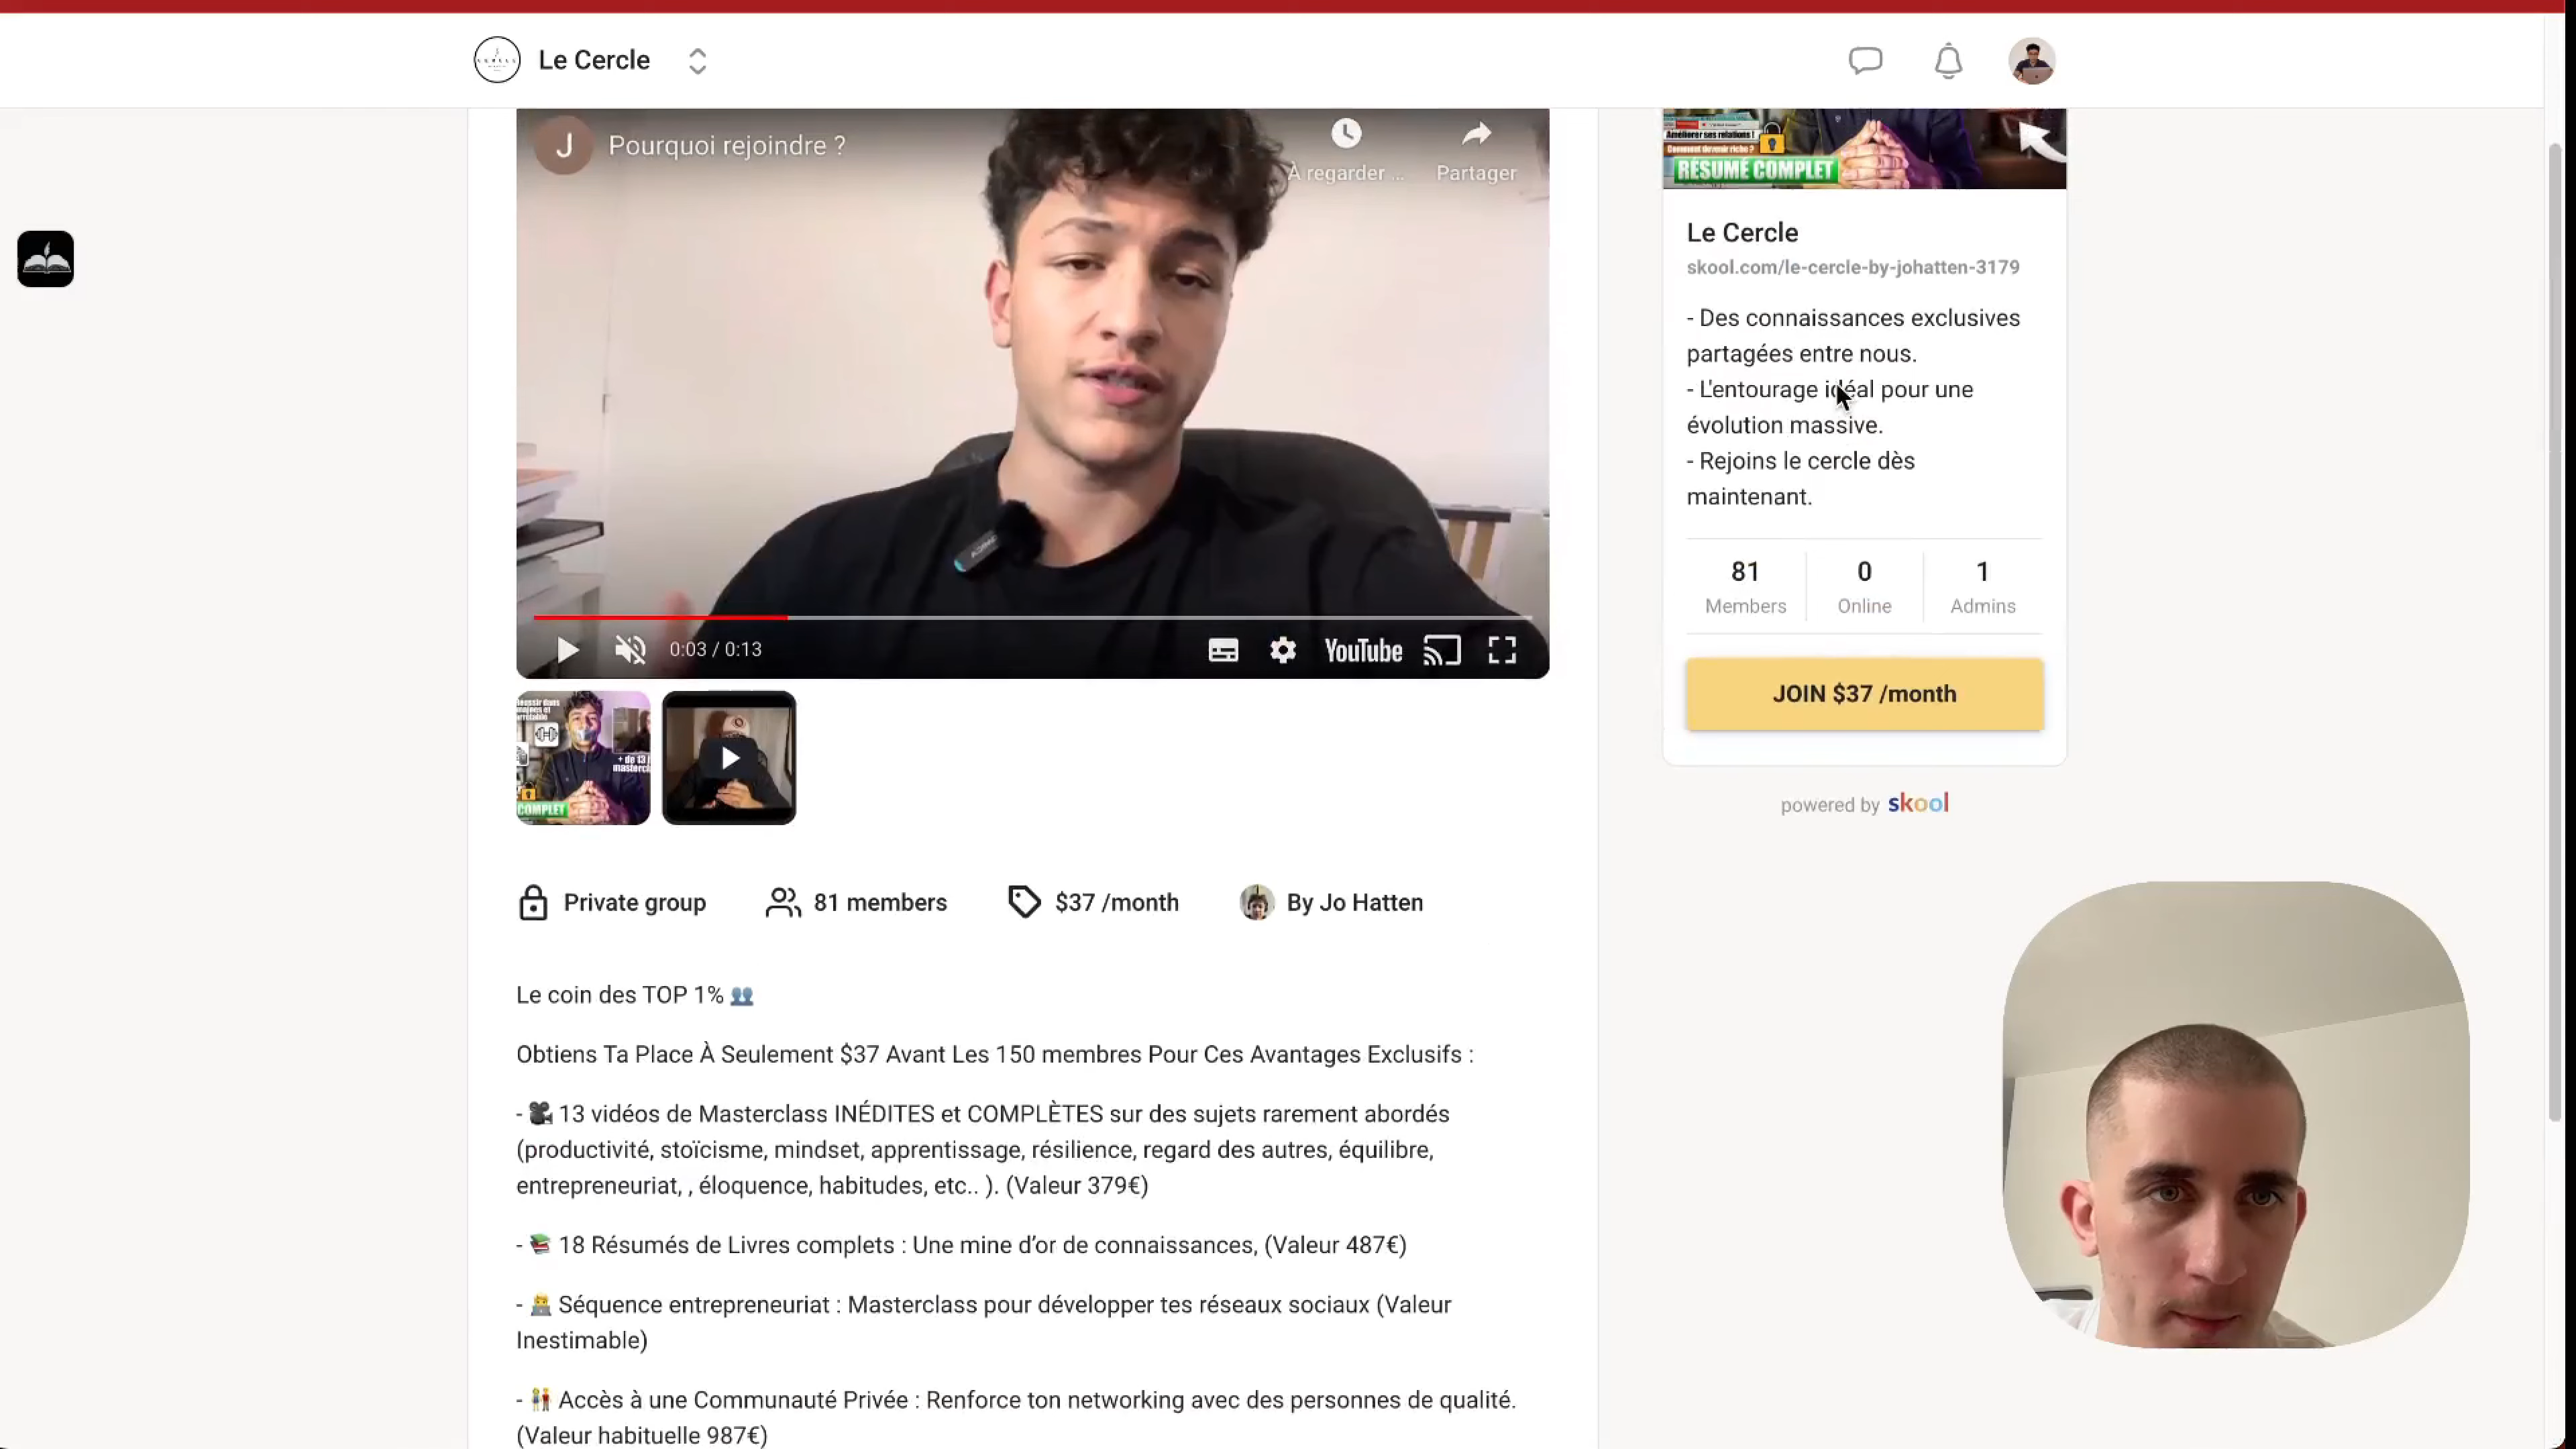 Le Cercle
J
Pourquoi rejoindre ?
À regarder ...
Partager
0:03 / 0:13
YouTube
COMPLET
Private group
81 members
$37 /month
By Jo Hatten
Le coin des TOP 1% 👥
Obtiens Ta Place À Seulement $37 Avant Les 150 membres Pour Ces Avantages Exclusifs :
- 🎥 13 vidéos de Masterclass INÉDITES et COMPLÈTES sur des sujets rarement abordés
(productivité, stoïcisme, mindset, apprentissage, résilience, regard des autres, équilibre,
entrepreneuriat, , éloquence, habitudes, etc.. ). (Valeur 379€)
- 📚 18 Résumés de Livres complets : Une mine d’or de connaissances, (Valeur 487€)
- 🧑‍💻 Séquence entrepreneuriat : Masterclass pour développer tes réseaux sociaux (Valeur
Inestimable)
- 👬 Accès à une Communauté Privée : Renforce ton networking avec des personnes de qualité.
(Valeur habituelle 987€)
Améliorer ses relations !
Comment devenir riche ?
RÉSUMÉ COMPLET
Le Cercle
skool.com/le-cercle-by-johatten-3179
- Des connaissances exclusives
partagées entre nous.
- L'entourage idéal pour une
évolution massive.
- Rejoins le cercle dès
maintenant.
81
Members
0
Online
1
Admins
JOIN $37 /month
powered by skool